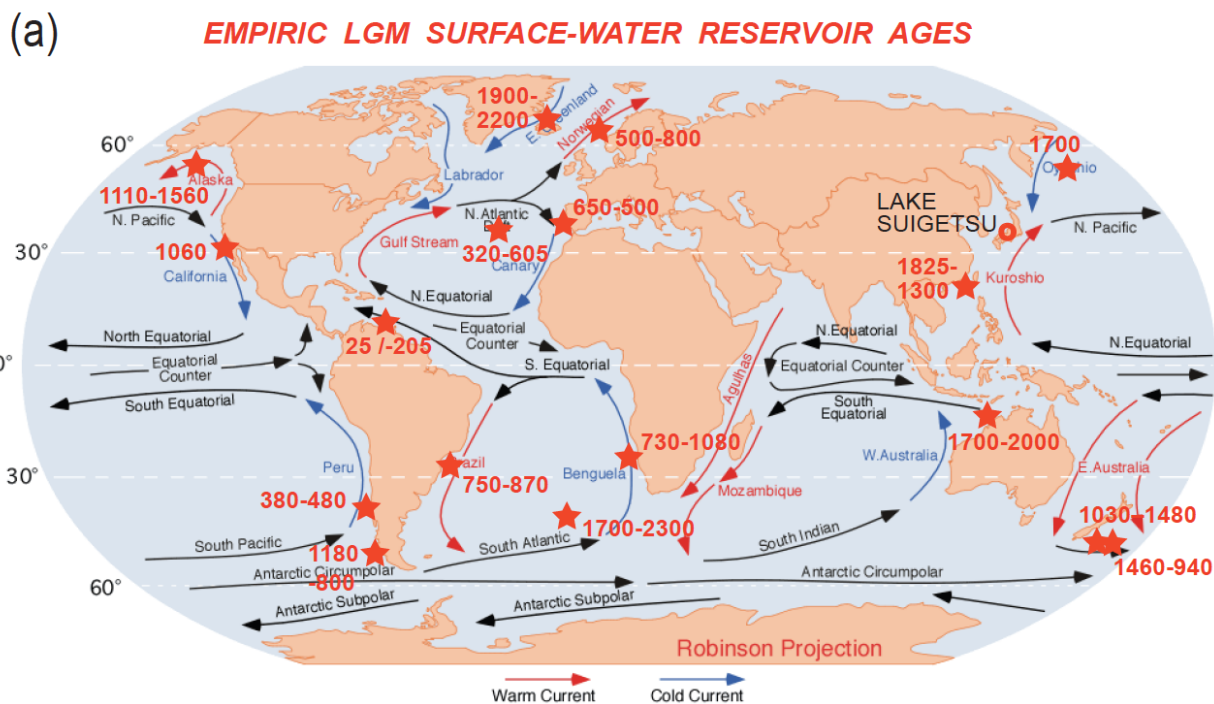 (a)
EMPIRIC LGM SURFACE-WATER RESERVOIR AGES
1900-
2200
E. Greenland
Norwegian
500-800
60°
1700
Oyashio
Alaska
1110-1560
Labrador
LAKE
SUIGETSU
N. Pacific
N.Atlantic
650-500
N. Pacific
1060
30°
Gulf Stream
320-605
Canary
California
1825-
1300
Kuroshio
N.Equatorial
North Equatorial
25 /-205
Equatorial
Counter
N.Equatorial
N.Equatorial
0°
Equatorial
Counter
S. Equatorial
Agulhas
Equatorial Counter
South Equatorial
South
Equatorial
730-1080
1700-2000
30°
Peru
750-870
Benguela
W.Australia
E.Australia
380-480
Mozambique
1700-2300
1030-1480
South Pacific
1180
-800
South Atlantic
South Indian
1460-940
60°
Antarctic Circumpolar
Antarctic Circumpolar
Antarctic Subpolar
Antarctic Subpolar
Robinson Projection
Warm Current
Cold Current